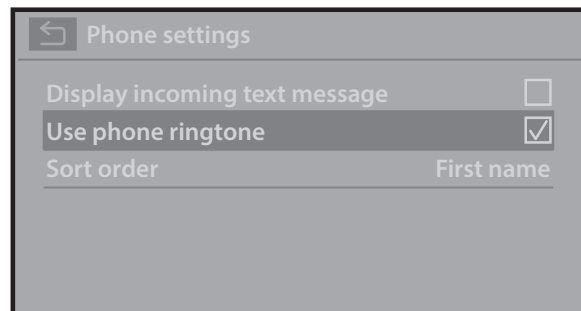 Phone settings
Display incoming text message
Use phone ringtone
Sort order First name